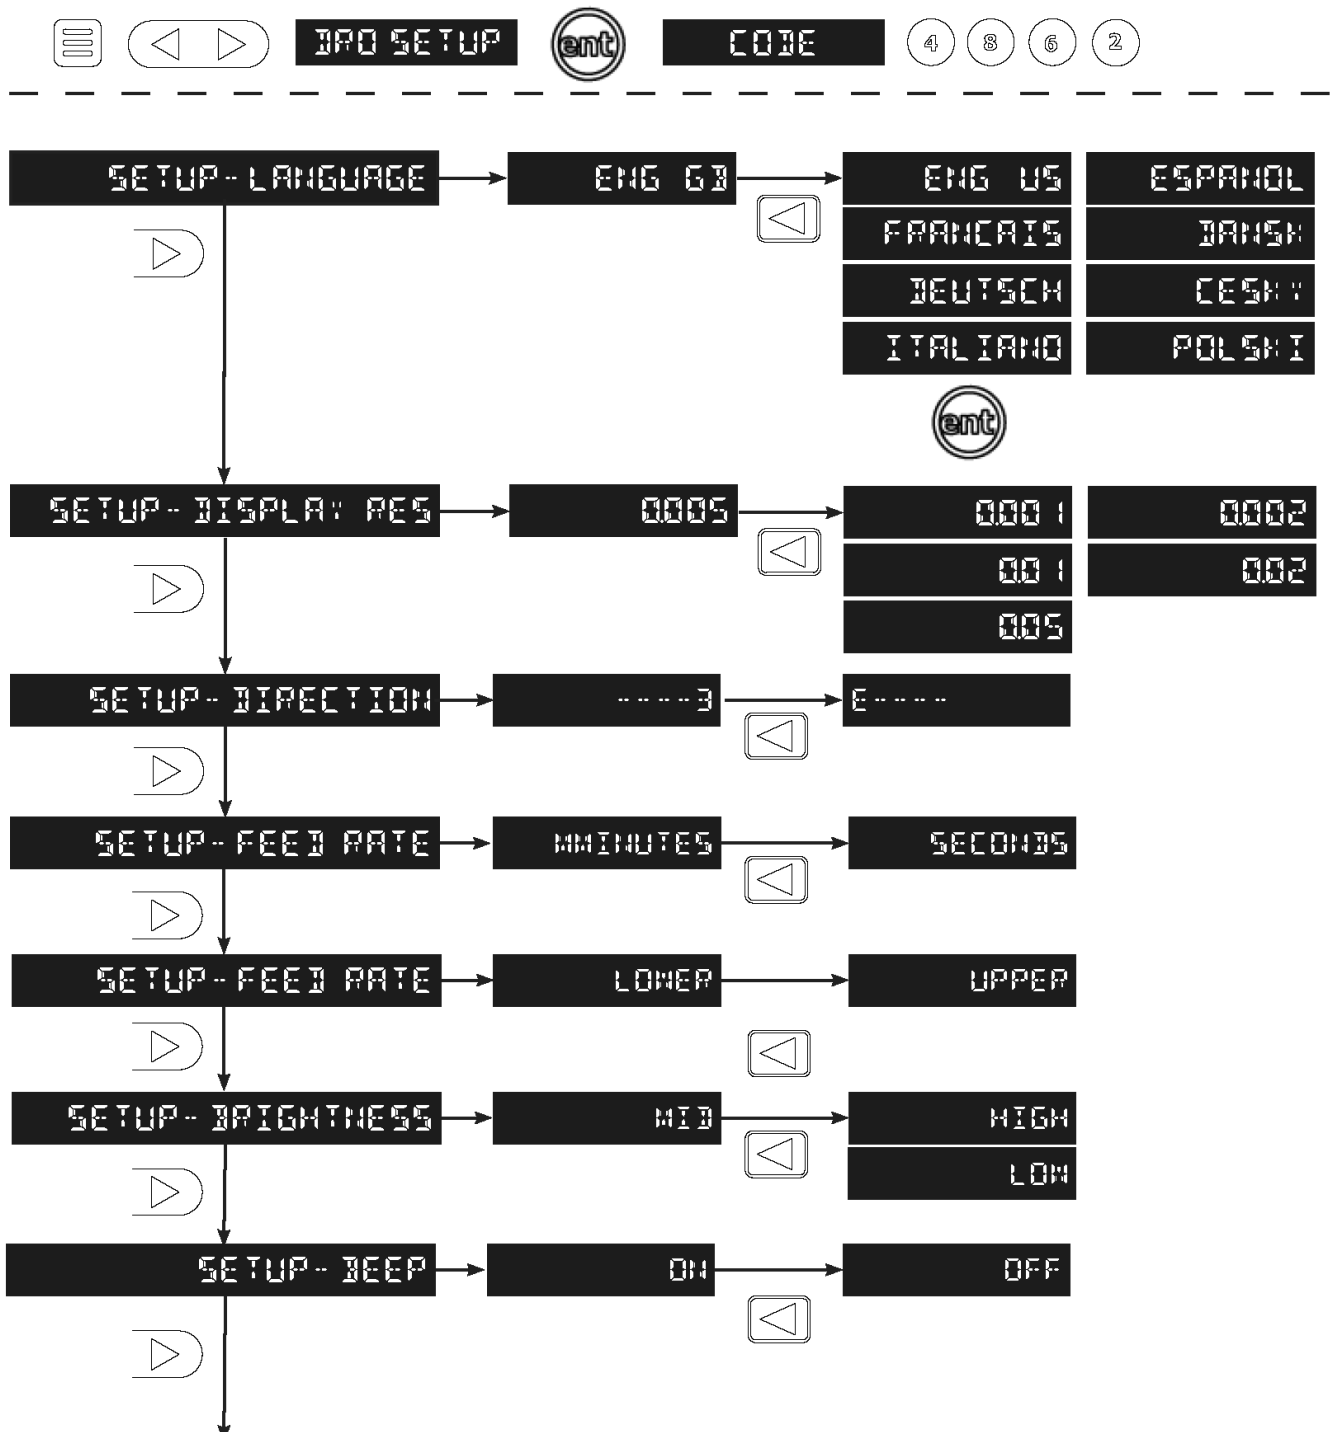 DRO SETUP ent CODE 4 8 6 2
SETUP-LANGUAGE ENG GB ENG US ESPANOL
FRANCAIS DANSK
DEUTSCH CESKY
ITALIANO POLSKI
ent
SETUP-DISPLAY RES 0.005 0.001 0.002
0.01 0.02
0.05
SETUP-DIRECTION ----3 E----
SETUP-FEED RATE MMINUTES SECONDS
SETUP-FEED RATE LOWER UPPER
SETUP-BRIGHTNESS MID HIGH
LOW
SETUP-BEEP ON OFF